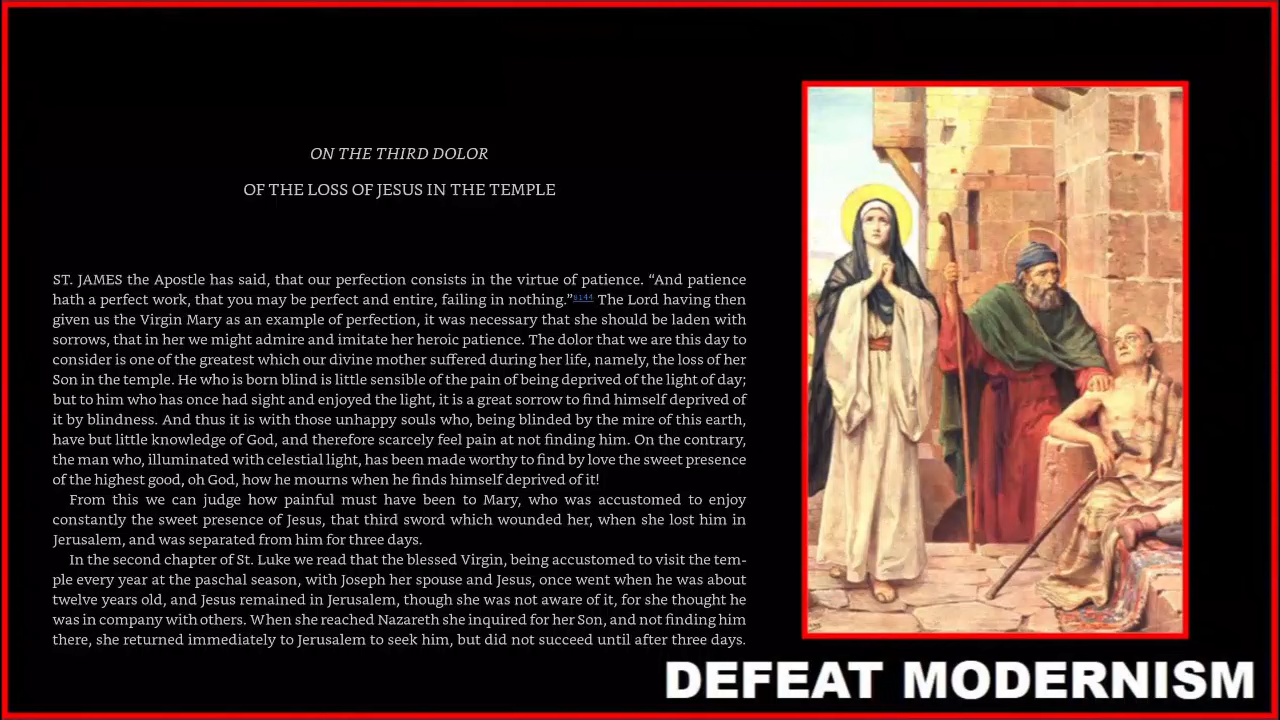 ON THE THIRD DOLOR
OF THE LOSS OF JESUS IN THE TEMPLE
ST. JAMES the Apostle has said, that our perfection consists in the virtue of patience. “And patience
hath a perfect work, that you may be perfect and entire, failing in nothing.”8144 The Lord having then
given us the Virgin Mary as an example of perfection, it was necessary that she should be laden with
sorrows, that in her we might admire and imitate her heroic patience. The dolor that we are this day to
consider is one of the greatest which our divine mother suffered during her life, namely, the loss of her
Son in the temple. He who is born blind is little sensible of the pain of being deprived of the light of day;
but to him who has once had sight and enjoyed the light, it is a great sorrow to find himself deprived of
it by blindness. And thus it is with those unhappy souls who, being blinded by the mire of this earth,
have but little knowledge of God, and therefore scarcely feel pain at not finding him. On the contrary,
the man who, illuminated with celestial light, has been made worthy to find by love the sweet presence
of the highest good, oh God, how he mourns when he finds himself deprived of it!
From this we can judge how painful must have been to Mary, who was accustomed to enjoy
constantly the sweet presence of Jesus, that third sword which wounded her, when she lost him in
Jerusalem, and was separated from him for three days.
In the second chapter of St. Luke we read that the blessed Virgin, being accustomed to visit the tem-
ple every year at the paschal season, with Joseph her spouse and Jesus, once went when he was about
twelve years old, and Jesus remained in Jerusalem, though she was not aware of it, for she thought he
was in company with others. When she reached Nazareth she inquired for her Son, and not finding him
there, she returned immediately to Jerusalem to seek him, but did not succeed until after three days.
DEFEAT MODERNISM